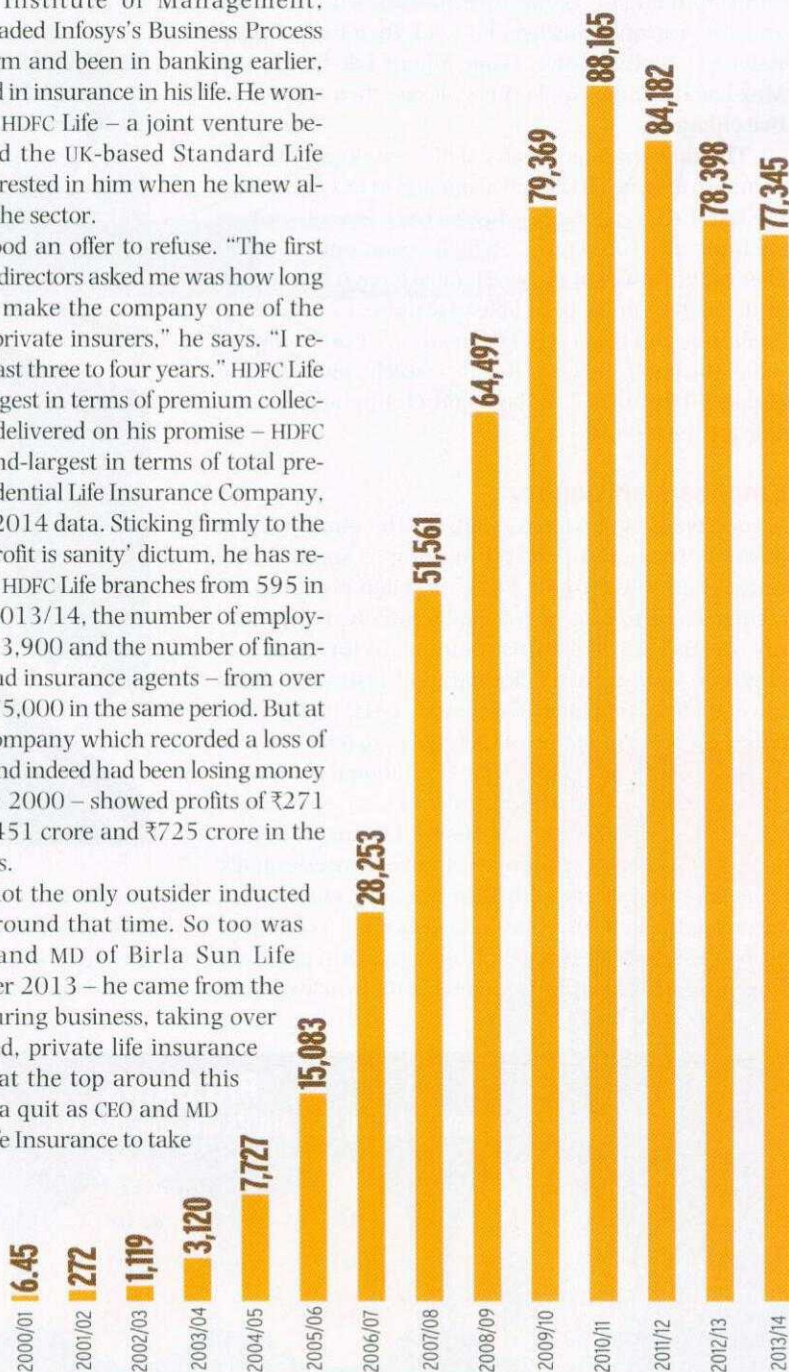 Institute of Management,
aded Infosys's Business Process
m and been in banking earlier,
d in insurance in his life. He won-
HDFC Life – a joint venture be-
d the UK-based Standard Life
rested in him when he knew al-
he sector.
ood an offer to refuse. "The first
directors asked me was how long
make the company one of the
private insurers," he says. "I re-
ast three to four years." HDFC Life
gest in terms of premium collec-
delivered on his promise – HDFC
nd-largest in terms of total pre-
dential Life Insurance Company,
2014 data. Sticking firmly to the
rofit is sanity' dictum, he has re-
HDFC Life branches from 595 in
013/14, the number of employ-
3,900 and the number of finan-
nd insurance agents – from over
5,000 in the same period. But at
ompany which recorded a loss of
nd indeed had been losing money
2000 – showed profits of ₹271
451 crore and ₹725 crore in the
s.
not the only outsider inducted
round that time. So too was
and MD of Birla Sun Life
er 2013 – he came from the
uring business, taking over
ed, private life insurance
at the top around this
a quit as CEO and MD
fe Insurance to take
6.45
272
1,119
3,120
7,727
15,083
28,253
51,561
64,497
79,369
88,165
84,182
78,398
77,345
2000/01
2001/02
2002/03
2003/04
2004/05
2005/06
2006/07
2007/08
2008/09
2009/10
2010/11
2011/12
2012/13
2013/14